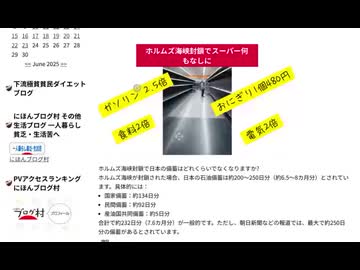 15 16 17 18 19 20 21
22 23 24 25 26 27 28
29 30
<< June 2025 >>
下流極貧貧民ダイエット
ブログ
にほんブログ村 その他
生活ブログ 一人暮らし
貧乏・生活苦へ
にほんブログ村
PVアクセスランキング
にほんブログ村
ブログ村
プロフィール
ホルムズ海峡封鎖でスーパー何
もなしに
ガソリン 2.5倍
おにぎり1個480円
食料2倍
電気2倍
ホルムズ海峡封鎖で日本の備蓄はどれくらいでなくなりますか?
ホルムズ海峡が封鎖された場合、日本の石油備蓄は約200～250日分（約6.5～8カ月分）とされてい
ます。具体的には：
• 国家備蓄：約134日分
• 民間備蓄：約92日分
• 産油国共同備蓄：約5日分
合計で約232日分（7.6カ月分）が一般的です。ただし、朝日新聞などの報道では、最大で約250日
分の備蓄があるとされています。